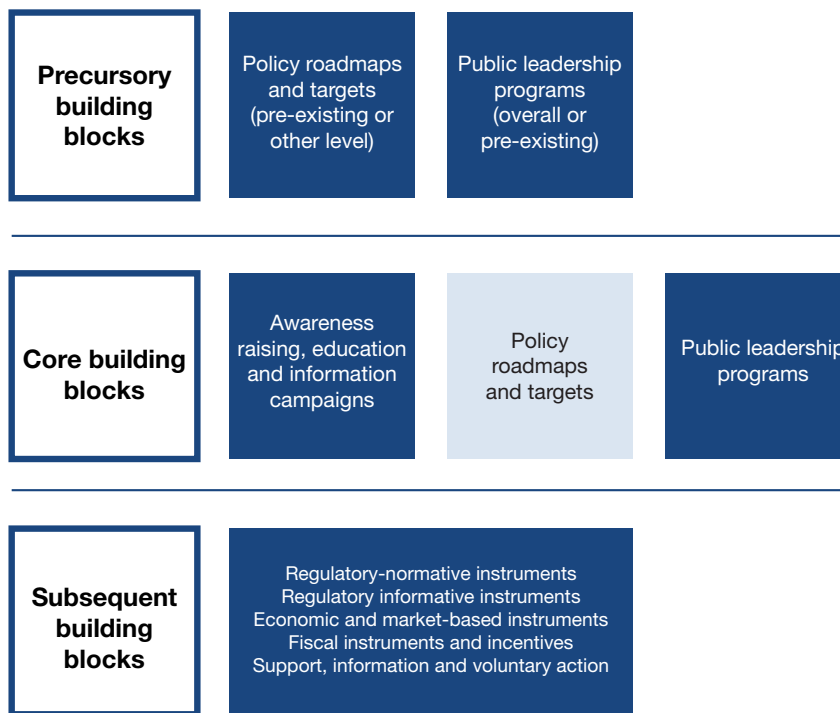 Precursory
building
blocks
Policy roadmaps
and targets
(pre-existing or
other level)
Public leadership
programs
(overall or
pre-existing)
Core building
blocks
Awareness
raising, education
and information
campaigns
Policy
roadmaps
and targets
Public leadership
programs
Subsequent
building
blocks
Regulatory-normative instruments
Regulatory informative instruments
Economic and market-based instruments
Fiscal instruments and incentives
Support, information and voluntary action